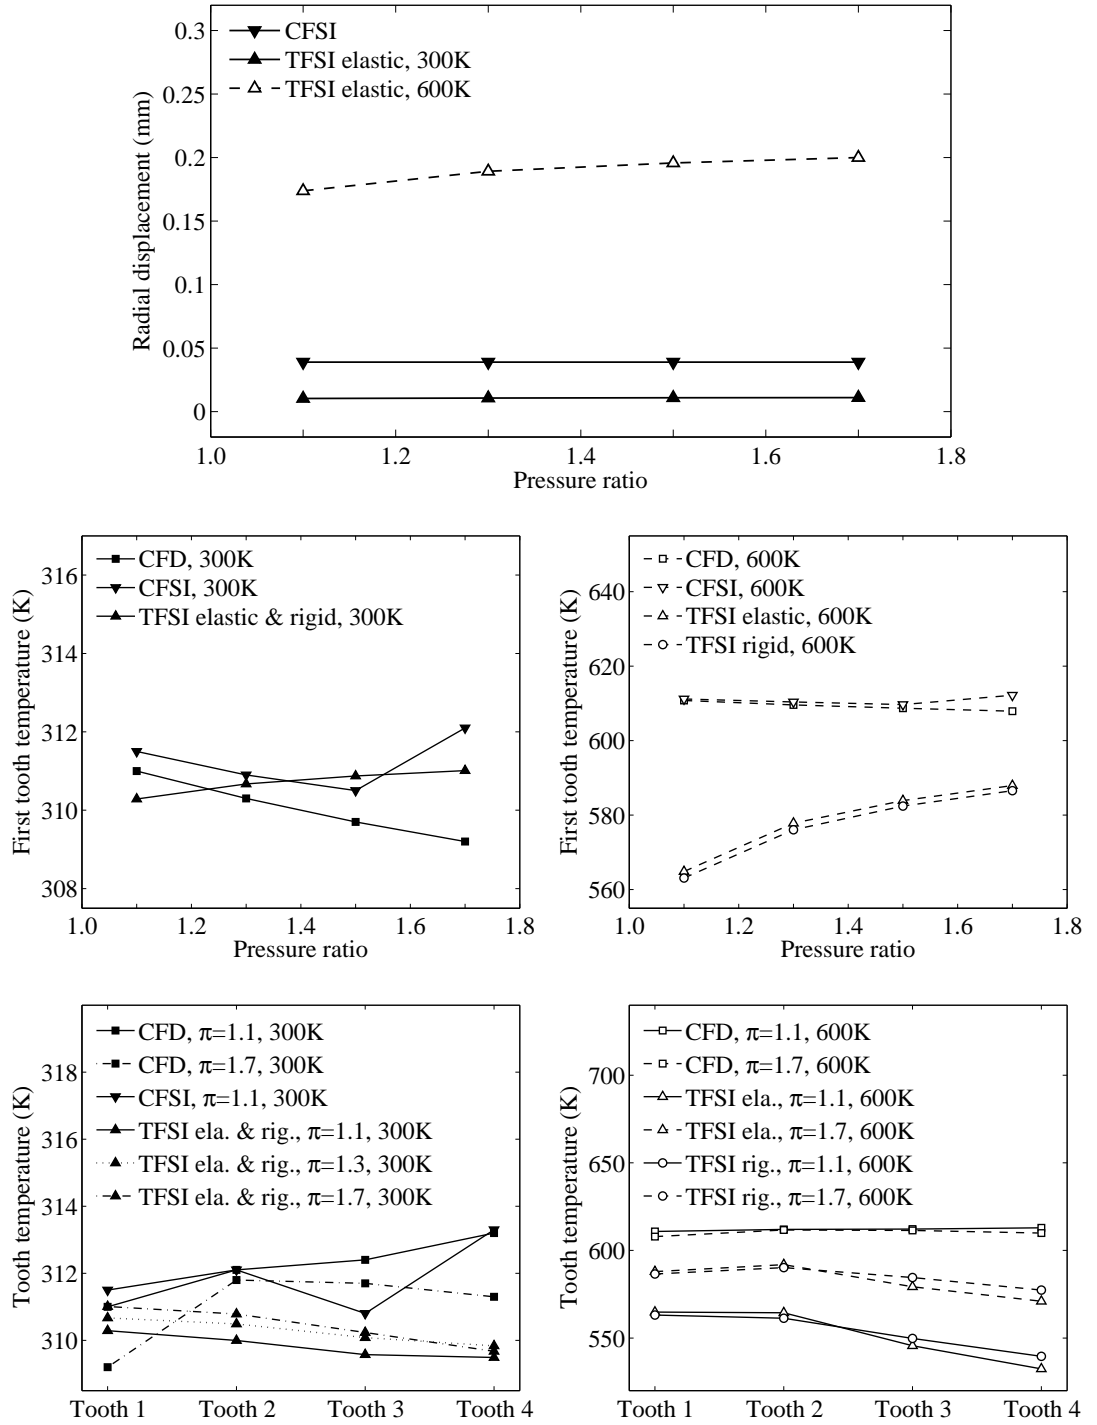 0.3
0.25
0.2
0.15
0.1
0.05
0
Radial displacement (mm)
CFSI
TFSI elastic, 300K
TFSI elastic, 600K
1.0 1.2 1.4 1.6 1.8
Pressure ratio
316
314
312
310
308
First tooth temperature (K)
CFD, 300K
CFSI, 300K
TFSI elastic & rigid, 300K
1.0 1.2 1.4 1.6 1.8
Pressure ratio
640
620
600
580
560
First tooth temperature (K)
CFD, 600K
CFSI, 600K
TFSI elastic, 600K
TFSI rigid, 600K
1.0 1.2 1.4 1.6 1.8
Pressure ratio
318
316
314
312
310
Tooth temperature (K)
CFD, π=1.1, 300K
CFD, π=1.7, 300K
CFSI, π=1.1, 300K
TFSI ela. & rig., π=1.1, 300K
TFSI ela. & rig., π=1.3, 300K
TFSI ela. & rig., π=1.7, 300K
Tooth 1 Tooth 2 Tooth 3 Tooth 4
700
650
600
550
Tooth temperature (K)
CFD, π=1.1, 600K
CFD, π=1.7, 600K
TFSI ela., π=1.1, 600K
TFSI ela., π=1.7, 600K
TFSI rig., π=1.1, 600K
TFSI rig., π=1.7, 600K
Tooth 1 Tooth 2 Tooth 3 Tooth 4